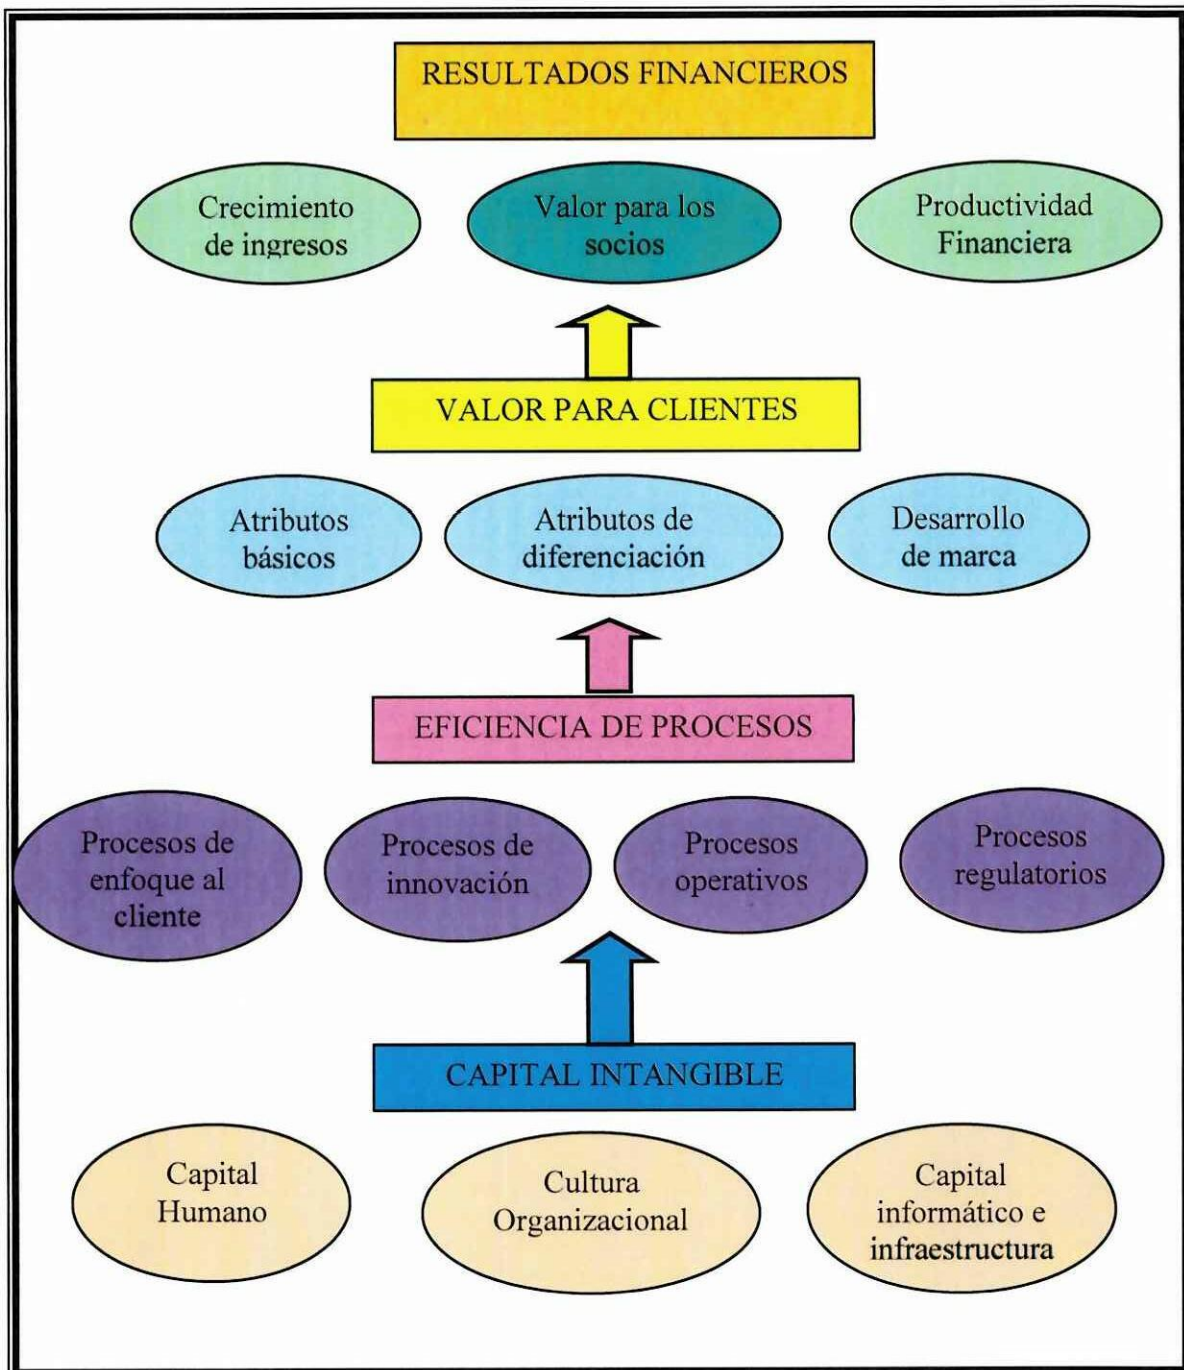 RESULTADOS FINANCIEROS
Crecimiento
de ingresos
Valor para los
socios
Productividad
Financiera
VALOR PARA CLIENTES
Atributos
básicos
Atributos de
diferenciación
Desarrollo
de marca
EFICIENCIA DE PROCESOS
Procesos de
enfoque al
cliente
Procesos de
innovación
Procesos
operativos
Procesos
regulatorios
CAPITAL INTANGIBLE
Capital
Humano
Cultura
Organizacional
Capital
informático e
infraestructura